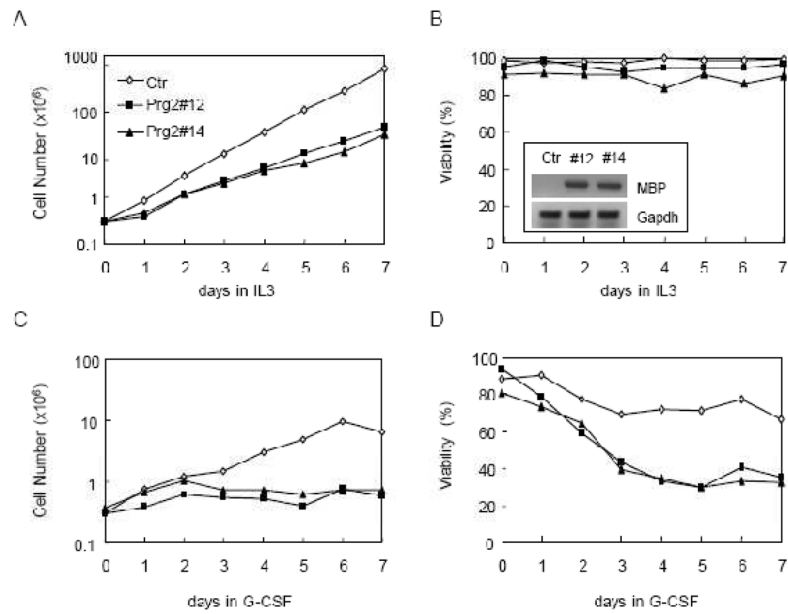 A
Cell Number (x10⁶)
1000
100
10
1
0.1
Ctr
Prg2#12
Prg2#14
0 1 2 3 4 5 6 7
days in IL3
B
Viability (%)
100
80
60
40
20
0
Ctr #12 #14
MBP
Gapdh
0 1 2 3 4 5 6 7
days in IL3
C
Cell Number (x10⁶)
100
10
1
0.1
0 1 2 3 4 5 6 7
days in G-CSF
D
Viability (%)
100
80
60
40
20
0
0 1 2 3 4 5 6 7
days in G-CSF